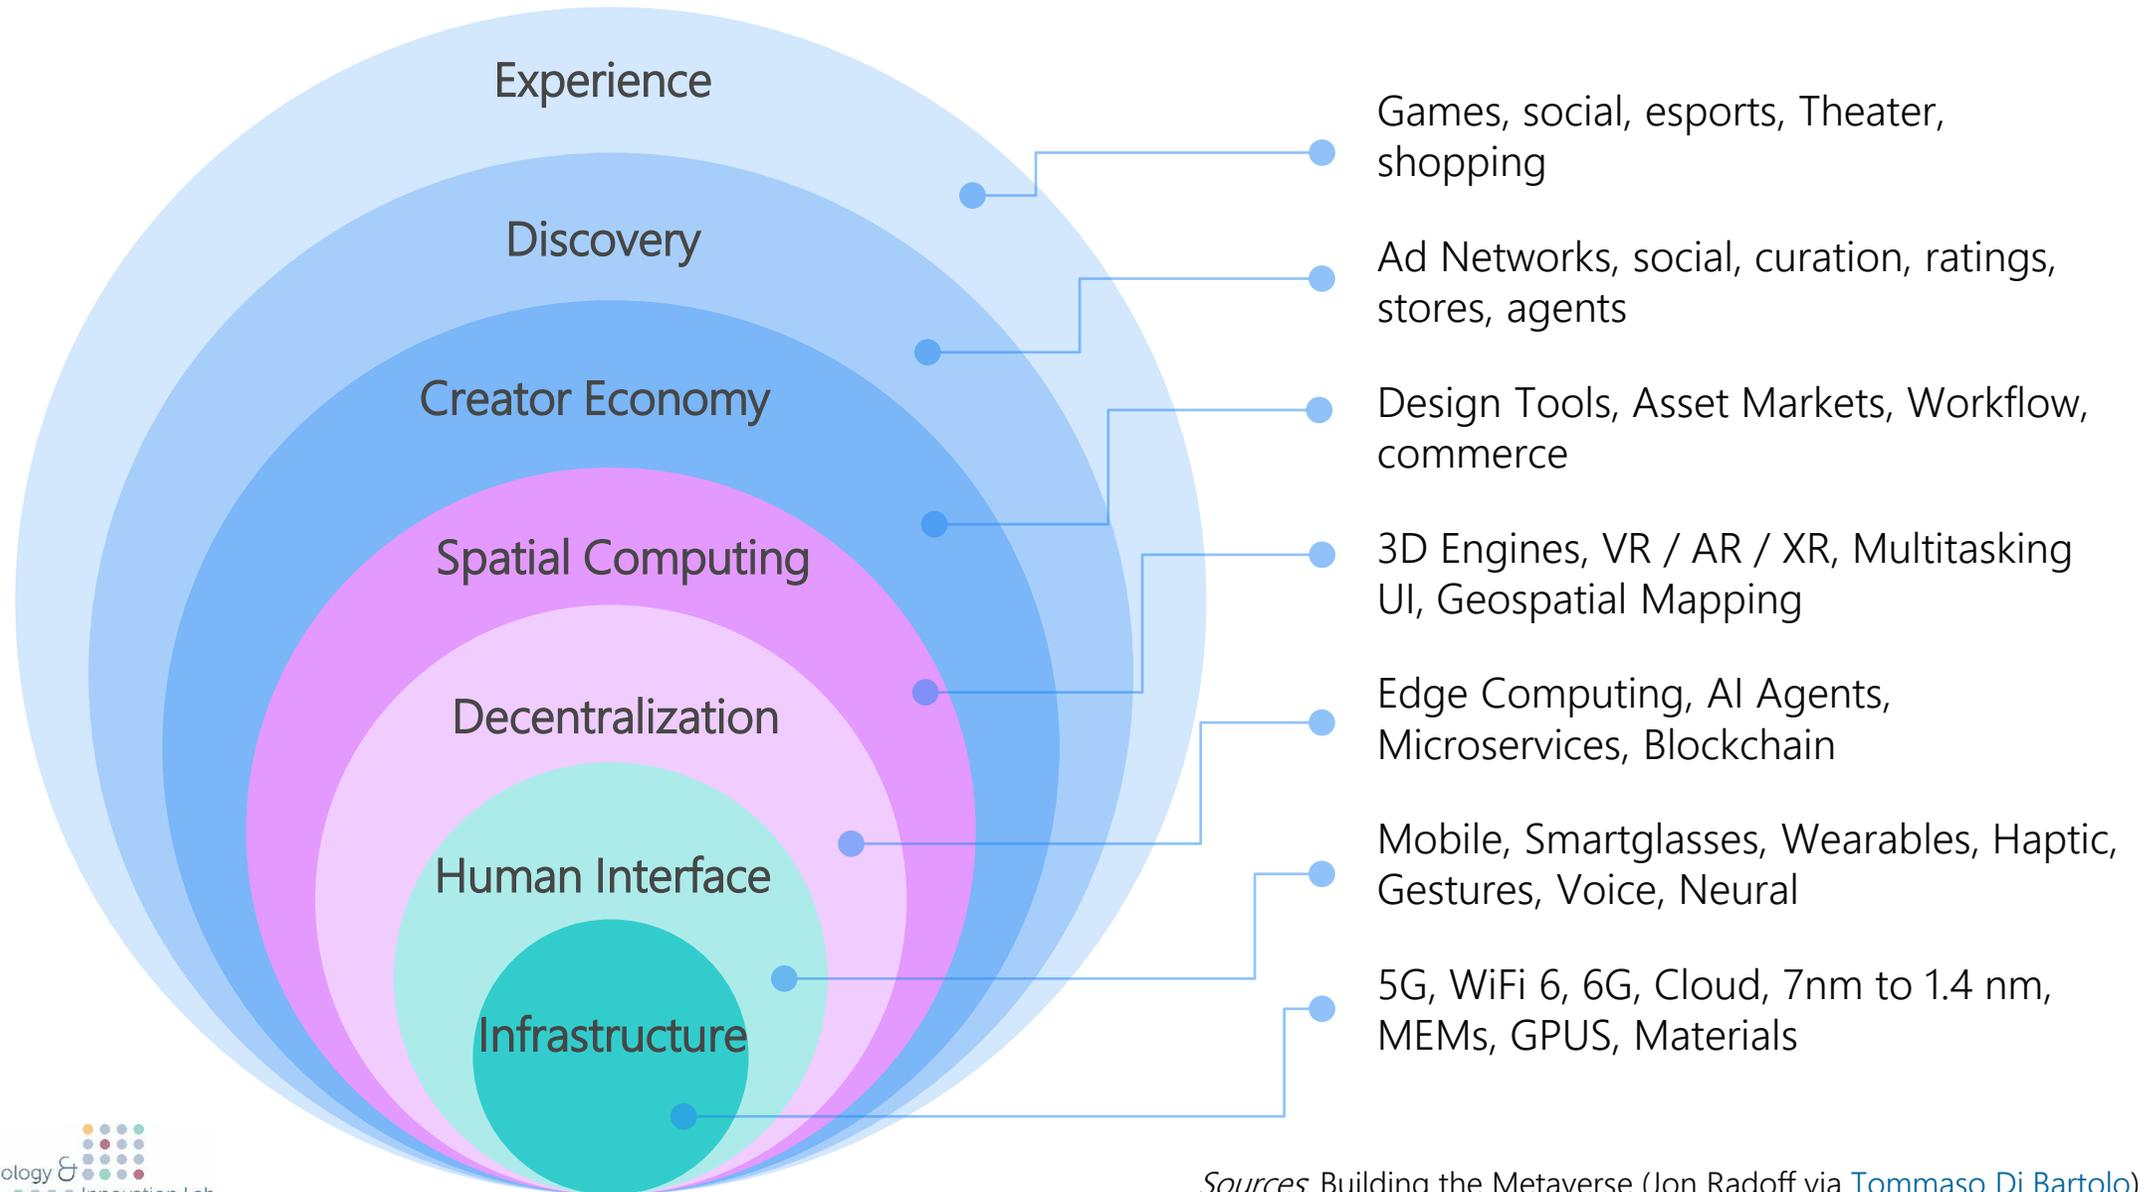 Experience
Discovery
Creator Economy
Spatial Computing
Decentralization
Human Interface
Infrastructure
Games, social, esports, Theater,
shopping
Ad Networks, social, curation, ratings,
stores, agents
Design Tools, Asset Markets, Workflow,
commerce
3D Engines, VR / AR / XR, Multitasking
UI, Geospatial Mapping
Edge Computing, AI Agents,
Microservices, Blockchain
Mobile, Smartglasses, Wearables, Haptic,
Gestures, Voice, Neural
5G, WiFi 6, 6G, Cloud, 7nm to 1.4 nm,
MEMs, GPUS, Materials
ology &
Innovation Lab
Sources: Building the Metaverse (Jon Radoff via Tommaso Di Bartolo)